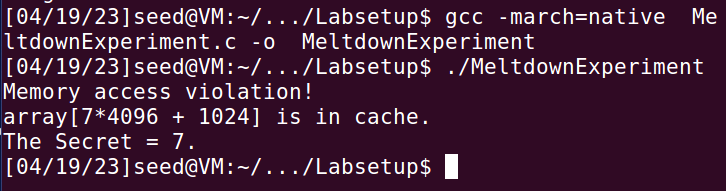 [04/19/23]seed@VM:~/.../Labsetup$ gcc -march=native  Me
ltdownExperiment.c -o  MeltdownExperiment
[04/19/23]seed@VM:~/.../Labsetup$ ./MeltdownExperiment
Memory access violation!
array[7*4096 + 1024] is in cache.
The Secret = 7.
[04/19/23]seed@VM:~/.../Labsetup$